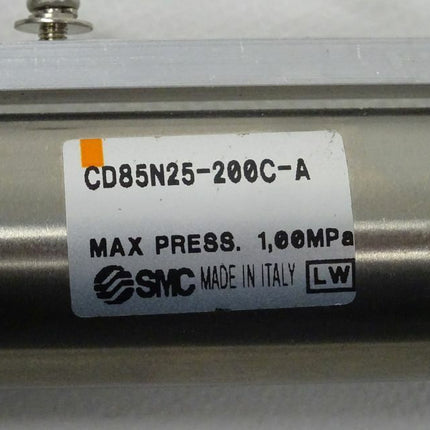 CD85N25-200C-A
MAX PRESS. 1,00MPa
SMC MADE IN ITALY LW